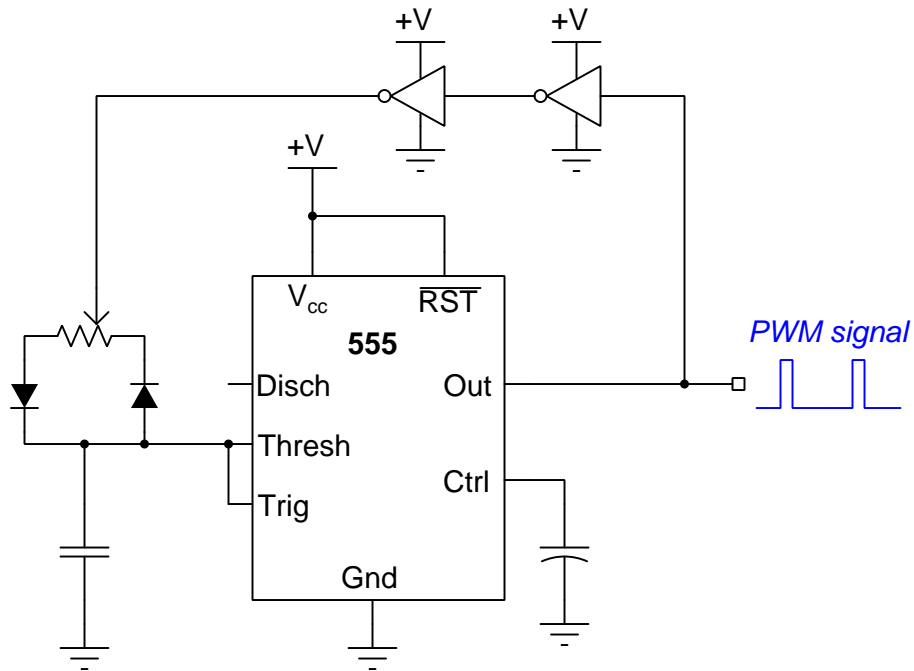 +V
+V
+V
Vcc
RST
555
PWM signal
Disch
Out
Thresh
Ctrl
Trig
Gnd